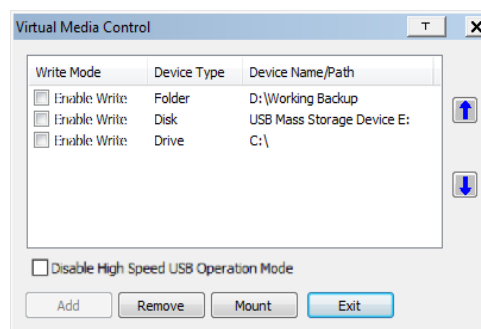 Virtual Media Control
Write Mode Device Type Device Name/Path
Enable Write Folder D:\Working Backup
Enable Write Disk USB Mass Storage Device E:
Enable Write Drive C:\
Disable High Speed USB Operation Mode
Add Remove Mount Exit